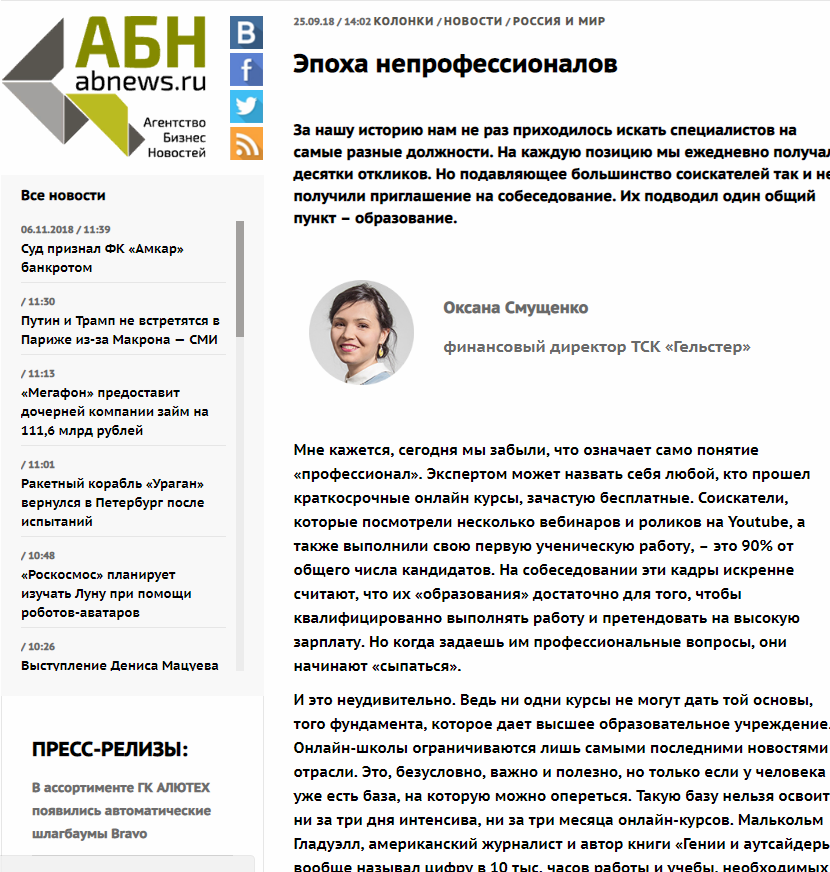 АБН
abnews.ru
Агентство
Бизнес
Новостей
В
f
Все новости
06.11.2018 / 11:39
Суд признал ФК «Амкар»
банкротом
/ 11:30
Путин и Трамп не встретятся в
Париже из-за Макрона — СМИ
/ 11:13
«Мегафон» предоставит
дочерней компании займ на
111,6 млрд рублей
/ 11:01
Ракетный корабль «Ураган»
вернулся в Петербург после
испытаний
/ 10:48
«Роскосмос» планирует
изучать Луну при помощи
роботов-аватаров
/ 10:26
Выступление Дениса Мацуева
ПРЕСС-РЕЛИЗЫ:
В ассортименте ГК АЛЮТЕХ
появились автоматические
шлагбаумы Bravo
25.09.18 / 14:02 КОЛОНКИ / НОВОСТИ / РОССИЯ И МИР
Эпоха непрофессионалов
За нашу историю нам не раз приходилось искать специалистов на
самые разные должности. На каждую позицию мы ежедневно получал
десятки откликов. Но подавляющее большинство соискателей так и не
получили приглашение на собеседование. Их подводил один общий
пункт – образование.
Оксана Смущенко
финансовый директор ТСК «Гельстер»
Мне кажется, сегодня мы забыли, что означает само понятие
«профессионал». Экспертом может назвать себя любой, кто прошел
краткосрочные онлайн курсы, зачастую бесплатные. Соискатели,
которые посмотрели несколько вебинаров и роликов на Youtube, а
также выполнили свою первую ученическую работу, – это 90% от
общего числа кандидатов. На собеседовании эти кадры искренне
считают, что их «образования» достаточно для того, чтобы
квалифицированно выполнять работу и претендовать на высокую
зарплату. Но когда задаешь им профессиональные вопросы, они
начинают «сыпаться».
И это неудивительно. Ведь ни одни курсы не могут дать той основы,
того фундамента, которое дает высшее образовательное учреждение.
Онлайн-школы ограничиваются лишь самыми последними новостями
отрасли. Это, безусловно, важно и полезно, но только если у человека
уже есть база, на которую можно опереться. Такую базу нельзя освоит
ни за три дня интенсива, ни за три месяца онлайн-курсов. Малькольм
Гладуэлл, американский журналист и автор книги «Гении и аутсайдеры
вообще называл цифру в 10 тыс. часов работы и учебы, необходимых